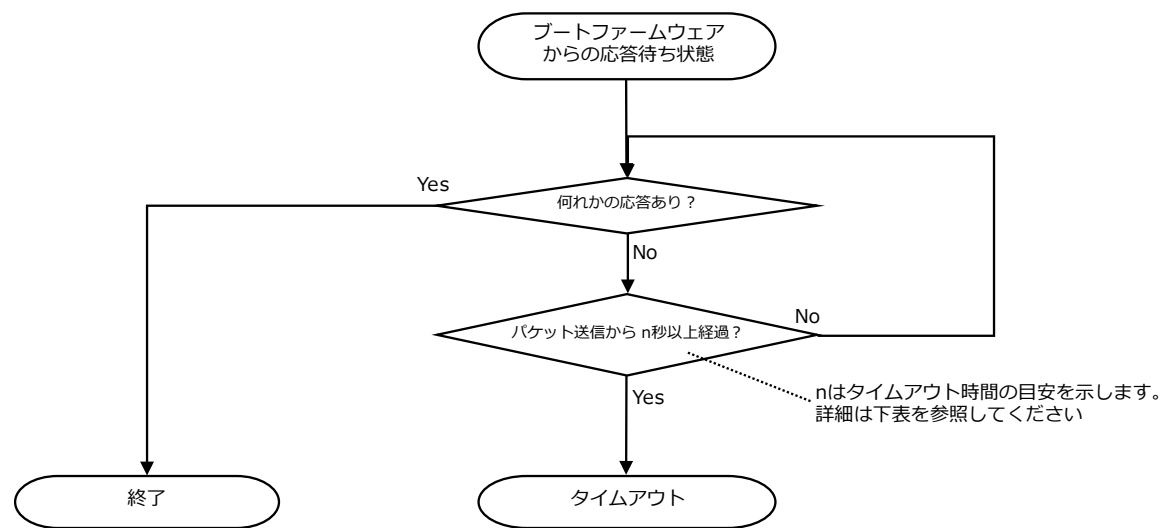 ブートファームウェア
からの応答待ち状態
Yes
何れかの応答あり？
No
パケット送信から n秒以上経過？
No
Yes
nはタイムアウト時間の目安を示します。
詳細は下表を参照してください
終了
タイムアウト